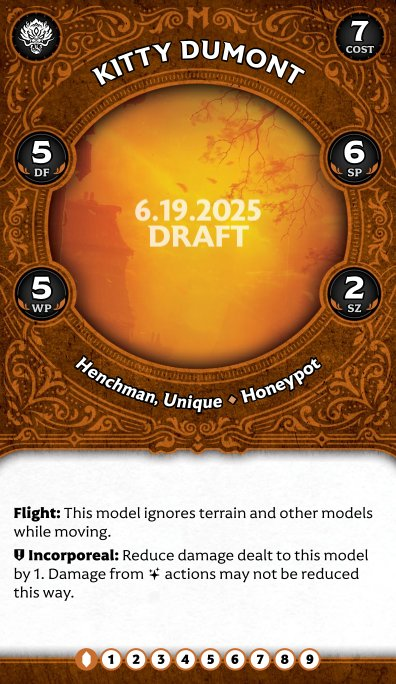 M
KITTY DUMONT
7
COST
5
DF
6
SP
6.19.2025
DRAFT
5
WP
2
SZ
Henchman, Unique ◆ Honeypot
Flight: This model ignores terrain and other models
while moving.
Incorporeal: Reduce damage dealt to this model
by 1. Damage from actions may not be reduced
this way.
1 2 3 4 5 6 7 8 9